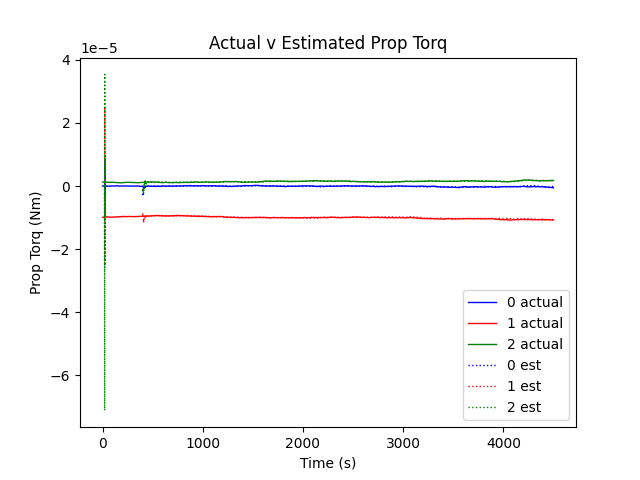 Actual v Estimated Prop Torq
1e−5
4
2
0
−2
−4
−6
Prop Torq (Nm)
0 actual
1 actual
2 actual
0 est
1 est
2 est
0 1000 2000 3000 4000
Time (s)